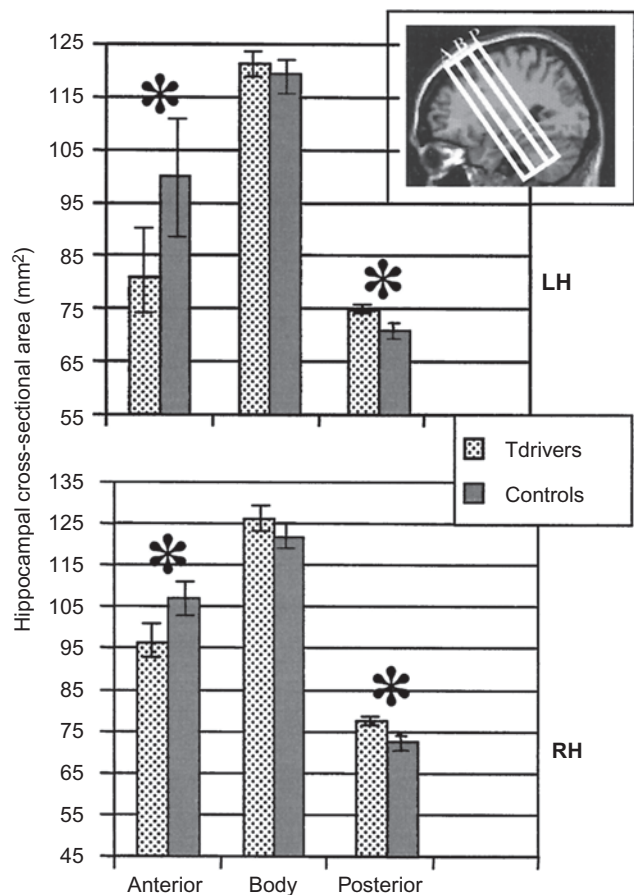 Hippocampal cross-sectional area (mm²)
125
115
105
95
85
75
65
55
*
*
A B P
LH
Tdrivers
Controls
135
125
115
105
95
85
75
65
55
45
*
*
RH
Anterior
Body
Posterior